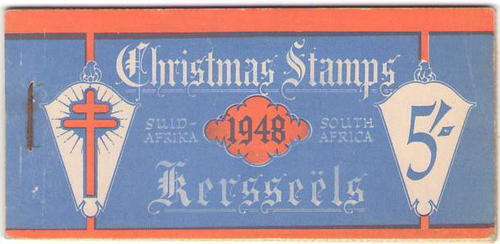 Christmas Stamps
SUID-
AFRIKA
1948
SOUTH
AFRICA
5/-
Kersseëls